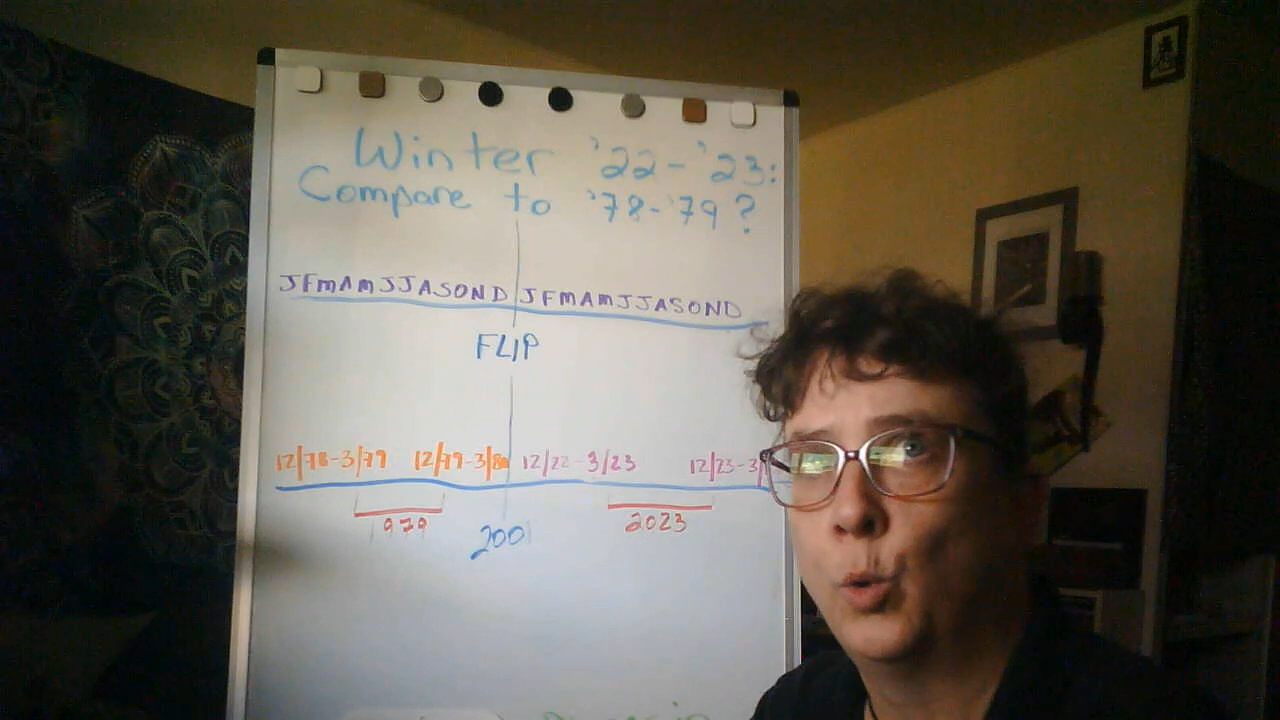 Winter '22-'23:
Compare to '78-'79?
JFMAMJJASOND JFMAMJJASOND
FLIP
12/78-3/79 12/79-3/80 12/22-3/23 12/23-3/
1979 2023
2001